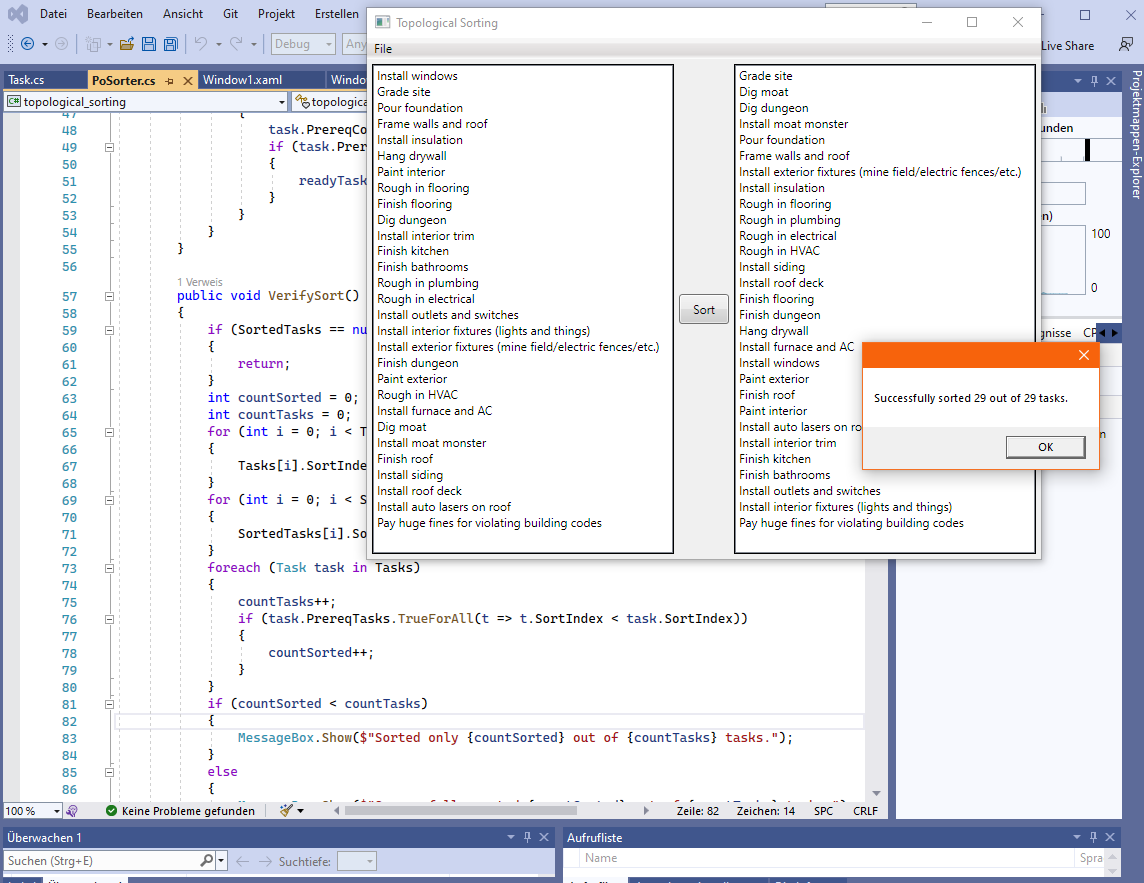 Datei Bearbeiten Ansicht Git Projekt Erstellen
Debug
Live Share
Task.cs PoSorter.cs Window1.xaml
topological_sorting
47
48 task.PrereqCo
49 if (task.Prer
50 {
51 readyTask
52 }
53 }
54 }
55 }
56
1 Verweis
57 public void VerifySort()
58 {
59 if (SortedTasks == nu
60 {
61 return;
62 }
63 int countSorted = 0;
64 int countTasks = 0;
65 for (int i = 0; i < T
66 {
67 Tasks[i].SortInde
68 }
69 for (int i = 0; i < S
70 {
71 SortedTasks[i].So
72 }
73 foreach (Task task in Tasks)
74 {
75 countTasks++;
76 if (task.PrereqTasks.TrueForAll(t => t.SortIndex < task.SortIndex))
77 {
78 countSorted++;
79 }
80 }
81 if (countSorted < countTasks)
82 {
83 MessageBox.Show($"Sorted only {countSorted} out of {countTasks} tasks.");
84 }
85 else
86 {
100 % Keine Probleme gefunden Zeile: 82 Zeichen: 14 SPC CRLF
Überwachen 1
Suchen (Strg+E) Suchtiefe:
Aufrufliste
Name Spra
Topological Sorting
File
Install windows
Grade site
Pour foundation
Frame walls and roof
Install insulation
Hang drywall
Paint interior
Rough in flooring
Finish flooring
Dig dungeon
Install interior trim
Finish kitchen
Finish bathrooms
Rough in plumbing
Rough in electrical
Install outlets and switches
Install interior fixtures (lights and things)
Install exterior fixtures (mine field/electric fences/etc.)
Finish dungeon
Paint exterior
Rough in HVAC
Install furnace and AC
Dig moat
Install moat monster
Finish roof
Install siding
Install roof deck
Install auto lasers on roof
Pay huge fines for violating building codes
Sort
Grade site
Dig moat
Dig dungeon
Install moat monster
Pour foundation
Frame walls and roof
Install exterior fixtures (mine field/electric fences/etc.)
Install insulation
Rough in flooring
Rough in plumbing
Rough in electrical
Rough in HVAC
Install siding
Install roof deck
Finish flooring
Finish dungeon
Hang drywall
Install furnace and AC
Install windows
Paint exterior
Finish roof
Paint interior
Install auto lasers on ro
Install interior trim
Finish kitchen
Finish bathrooms
Install outlets and switches
Install interior fixtures (lights and things)
Pay huge fines for violating building codes
Successfully sorted 29 out of 29 tasks.
OK
unden
100
0
gnisse
Projektmappen-Explorer